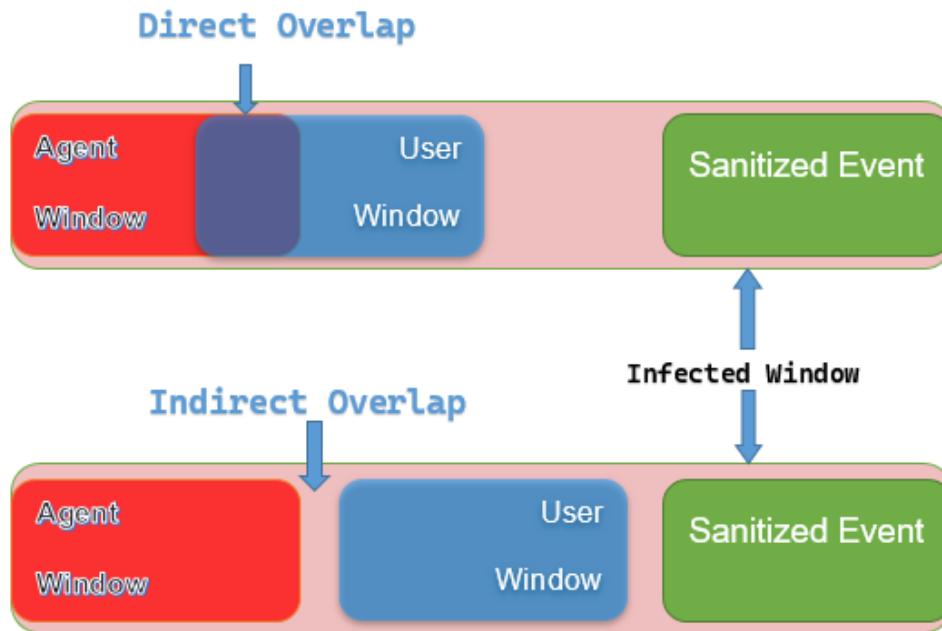 Direct Overlap
Agent
Window
User
Window
Sanitized Event
Infected Window
Indirect Overlap
Agent
Window
User
Window
Sanitized Event